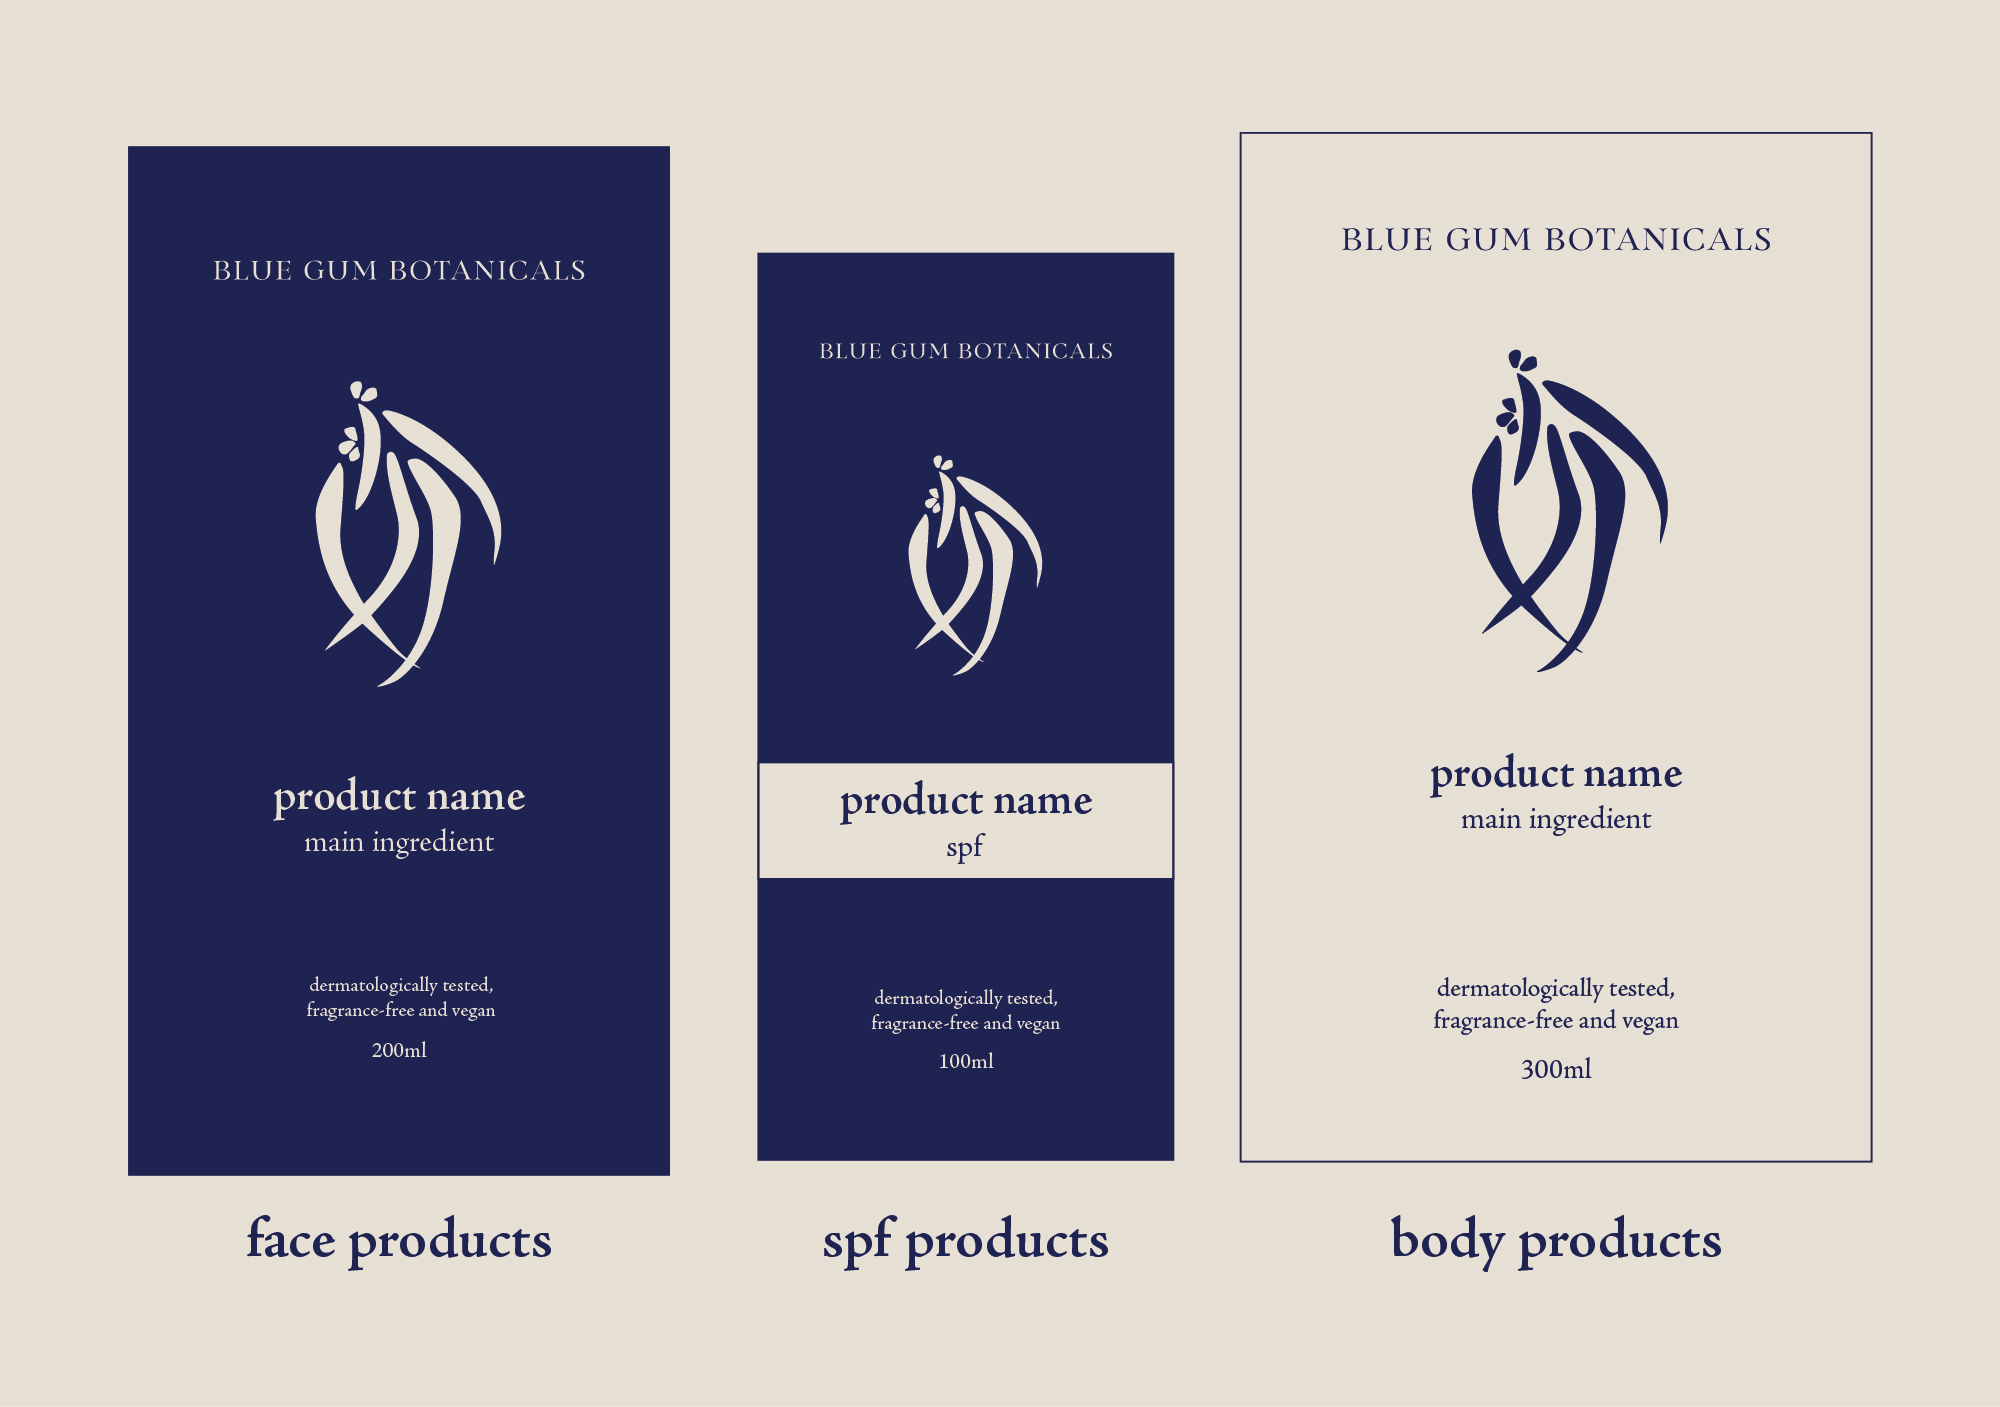 BLUE GUM BOTANICALS
product name
main ingredient
dermatologically tested,
fragrance-free and vegan
200ml
face products
BLUE GUM BOTANICALS
product name
spf
dermatologically tested,
fragrance-free and vegan
100ml
spf products
BLUE GUM BOTANICALS
product name
main ingredient
dermatologically tested,
fragrance-free and vegan
300ml
body products